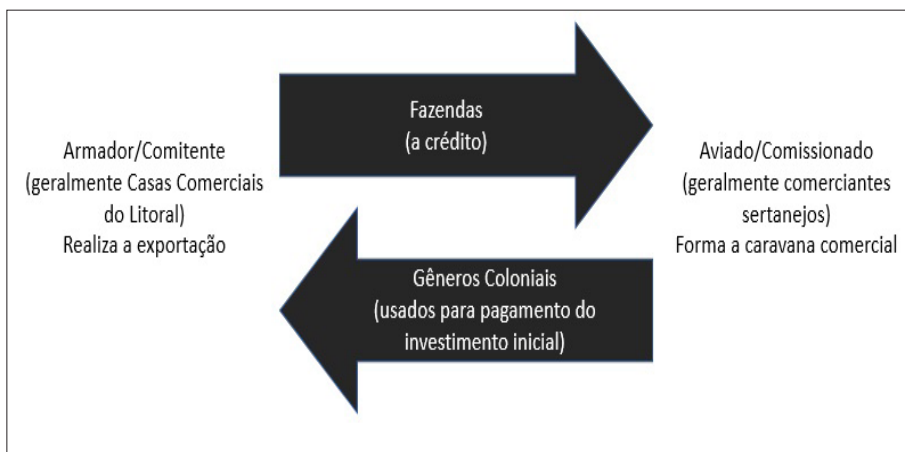 Armador/Comitente
(geralmente Casas Comerciais
do Litoral)
Realiza a exportação
Fazendas
(a crédito)
Aviado/Comissionado
(geralmente comerciantes
sertanejos)
Forma a caravana comercial
Gêneros Coloniais
(usados para pagamento do
investimento inicial)